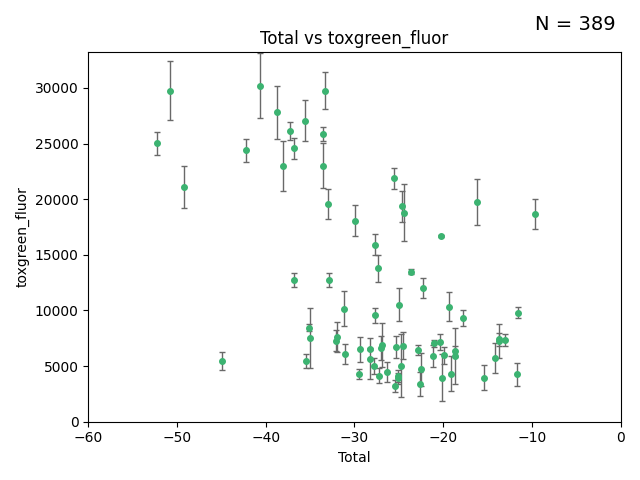 N = 389
Total vs toxgreen_fluor
toxgreen_fluor
30000
25000
20000
15000
10000
5000
0
−60 −50 −40 −30 −20 −10 0
Total